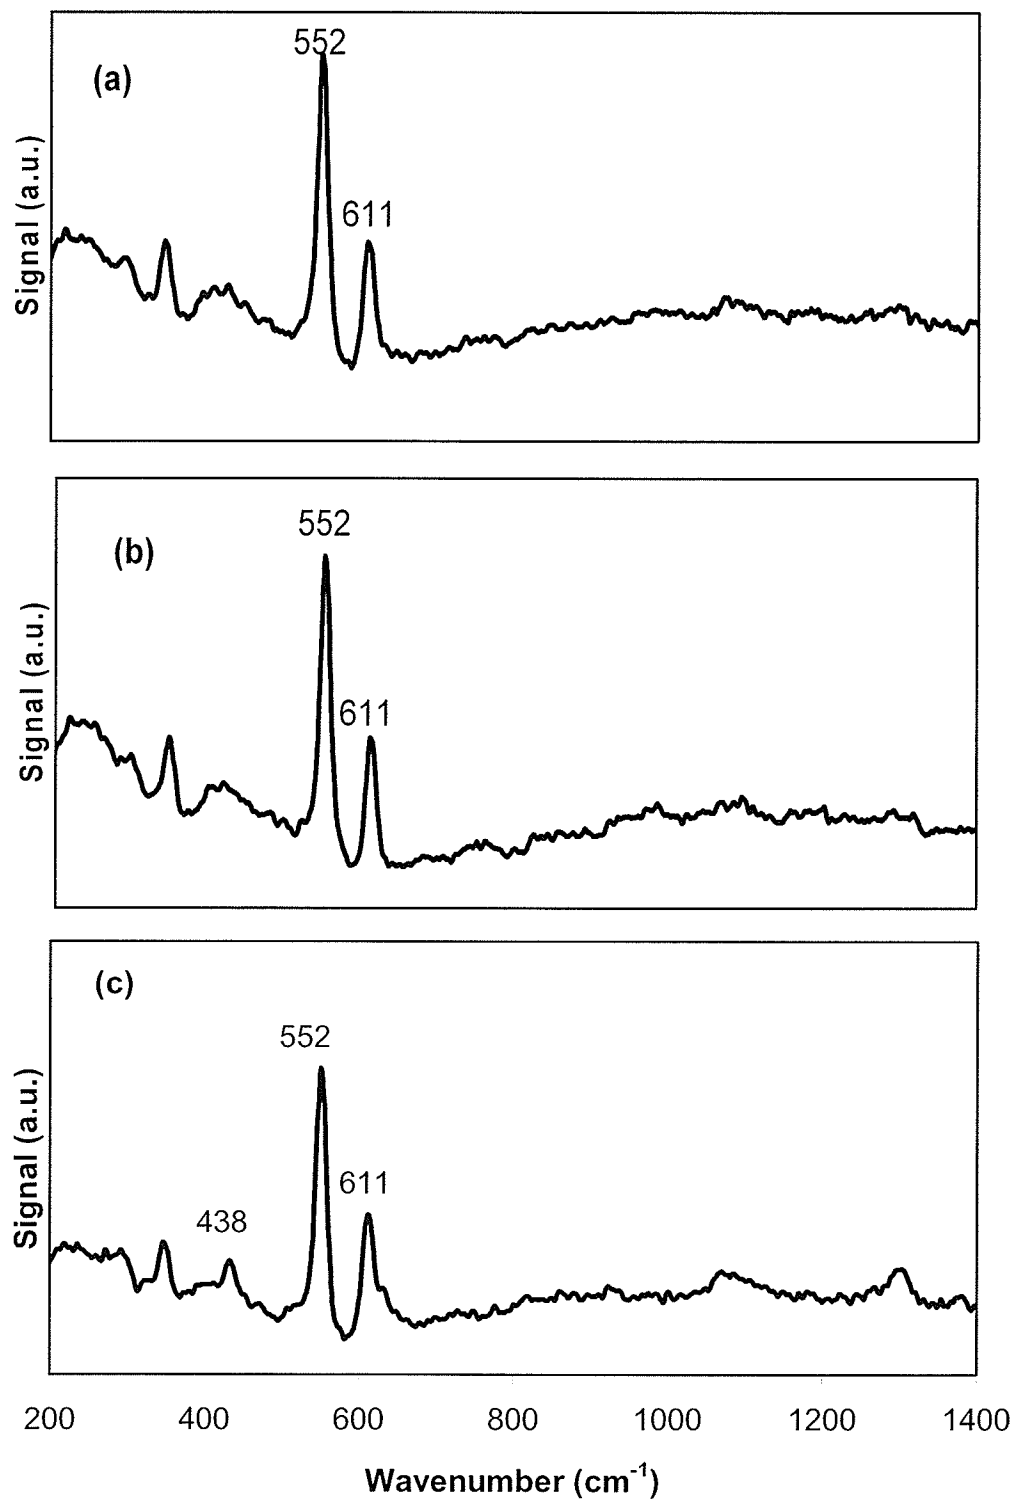 552
(a)
611
Signal (a.u.)
552
(b)
611
Signal (a.u.)
(c)
552
611
438
Signal (a.u.)
200 400 600 800 1000 1200 1400
Wavenumber (cm⁻¹)